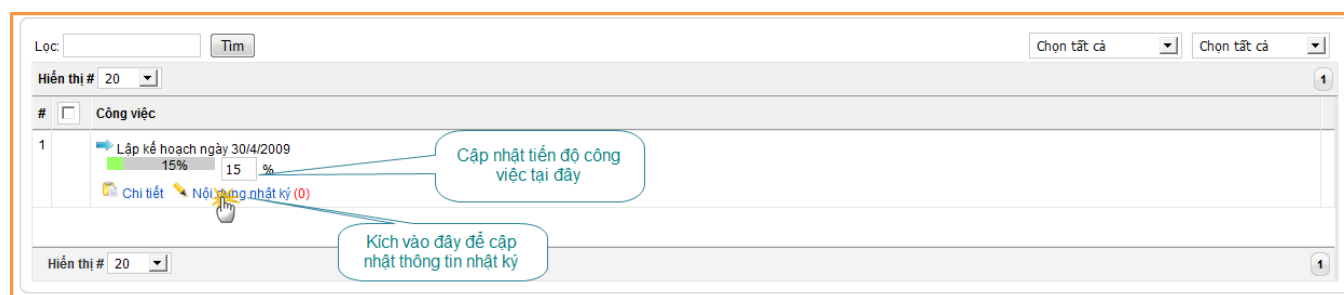 Lọc: Tìm Chọn tất cả Chọn tất cả
Hiển thị # 20 1
# Công việc
1 Lập kế hoạch ngày 30/4/2009
15% 15 %
Chi tiết Nội dung nhật ký (0)
Cập nhật tiến độ công
việc tại đây
Kích vào đây để cập
nhật thông tin nhật ký
Hiển thị # 20 1